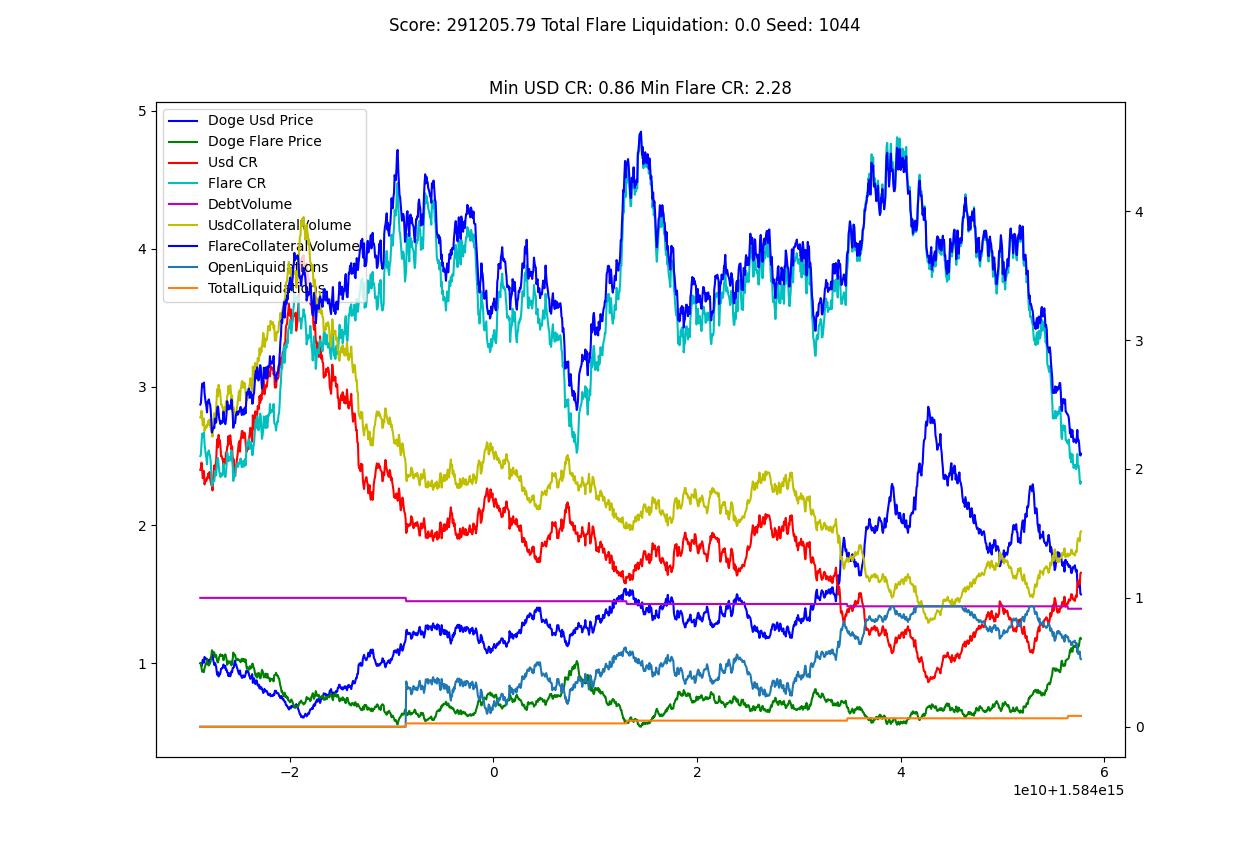 Score: 291205.79 Total Flare Liquidation: 0.0 Seed: 1044
Min USD CR: 0.86 Min Flare CR: 2.28
Doge Usd Price
Doge Flare Price
Usd CR
Flare CR
DebtVolume
UsdCollateralVolume
FlareCollateralVolume
OpenLiquidations
TotalLiquidations
5
4
3
2
1
4
3
2
1
0
−2
0
2
4
6
1e10+1.584e15